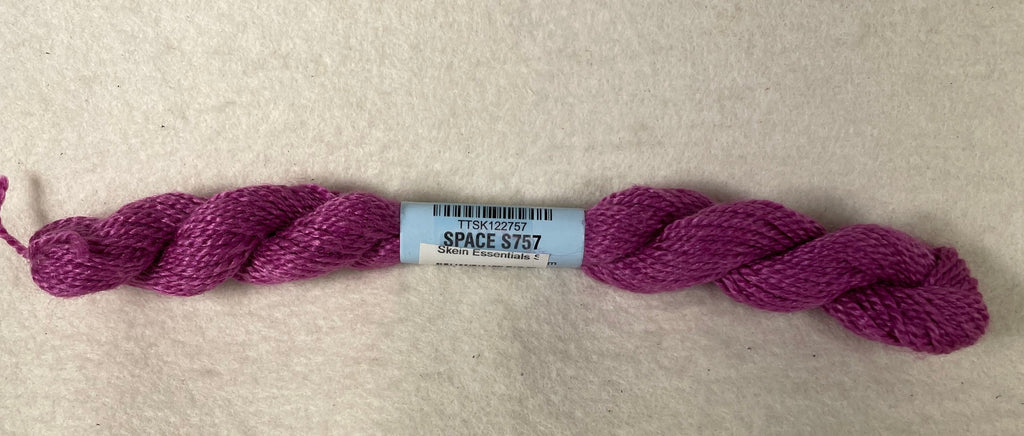 TTSK122757
SPACE S757
Skein Essentials S